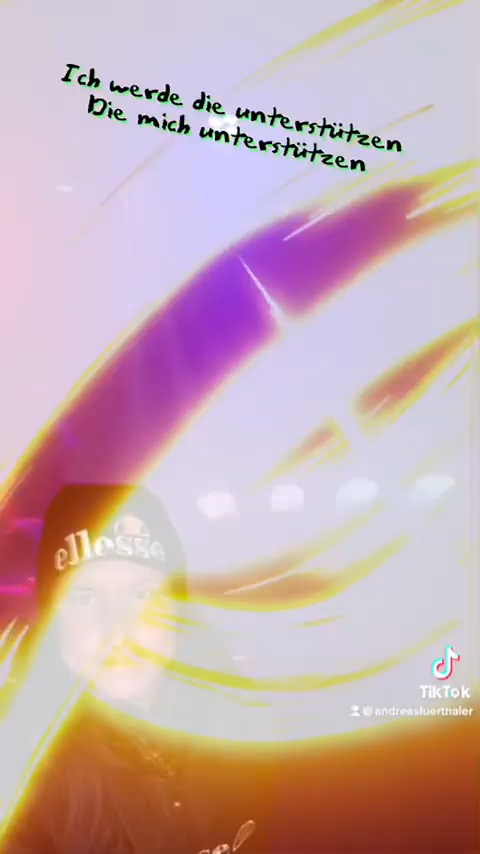 Ich werde die unterstützen
Die mich unterstützen
ellesse
TikTok
@andreasfuerthaler